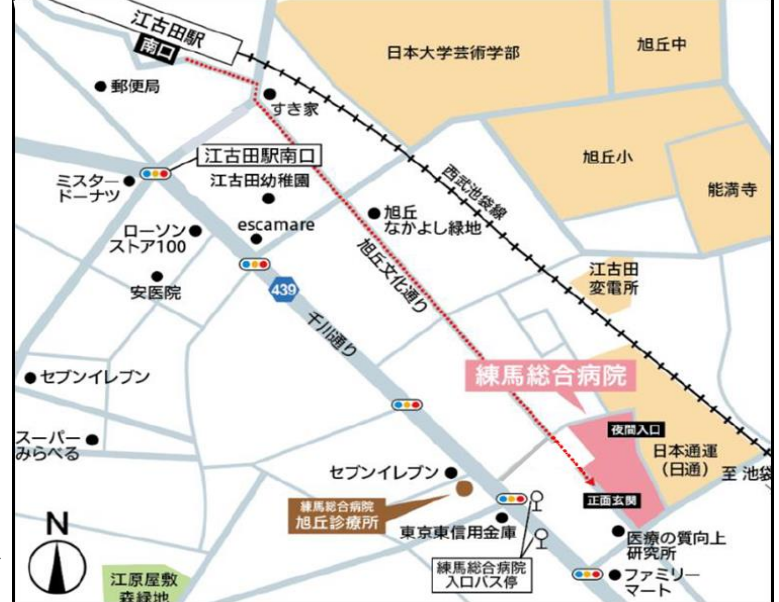 江古田駅
南口
郵便局
すき家
日本大学芸術学部
旭丘中
旭丘小
能満寺
江古田駅南口
ミスター
ドーナツ
江古田幼稚園
ローソン
ストア100
escamare
旭丘
なかよし緑地
西武池袋線
旭丘文化通り
安医院
439
千川通り
江古田
変電所
セブンイレブン
練馬総合病院
スーパー
みらべる
夜間入口
日本通運
(日通)
至 池袋
セブンイレブン
練馬総合病院
旭丘診療所
正面玄関
東京東信用金庫
医療の質向上
研究所
N
練馬総合病院
入口バス停
ファミリー
マート
江原屋敷
森緑地